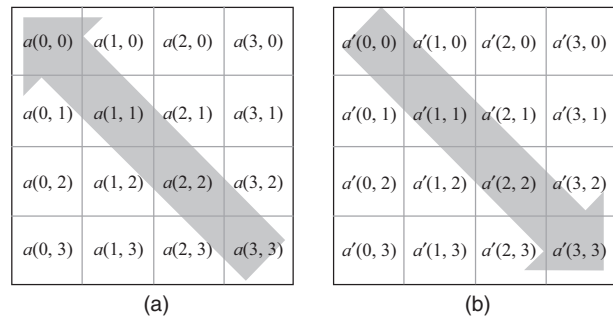 a(0, 0) a(1, 0) a(2, 0) a(3, 0) a′(0, 0) a′(1, 0) a′(2, 0) a′(3, 0)
a(0, 1) a(1, 1) a(2, 1) a(3, 1) a′(0, 1) a′(1, 1) a′(2, 1) a′(3, 1)
a(0, 2) a(1, 2) a(2, 2) a(3, 2) a′(0, 2) a′(1, 2) a′(2, 2) a′(3, 2)
a(0, 3) a(1, 3) a(2, 3) a(3, 3) a′(0, 3) a′(1, 3) a′(2, 3) a′(3, 3)
(a) (b)